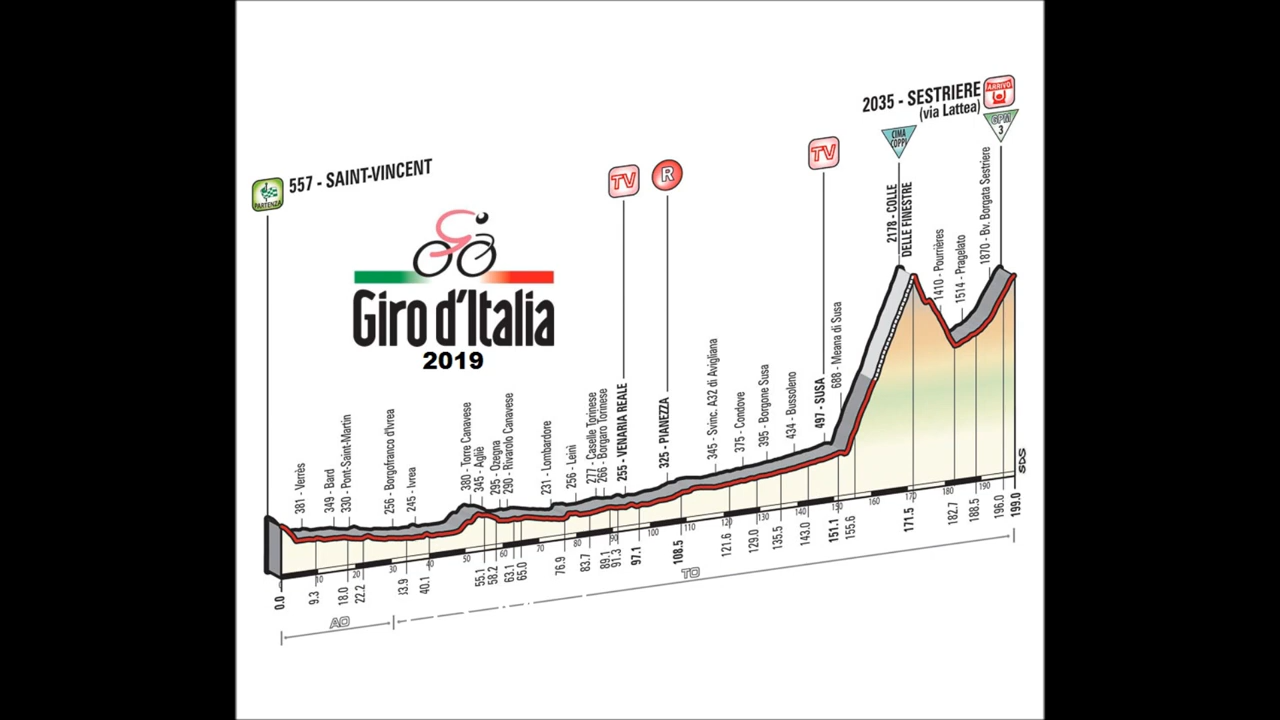 2035 - SESTRIERE
(via Lattea)
ARRIVO
GPM
3
CIMA
COPPI
TV
R
TV
PARTENZA
557 - SAINT-VINCENT
Giro d'Italia
2019
381 - Verrès
349 - Bard
330 - Pont-Saint-Martin
256 - Borgofranco d'Ivrea
245 - Ivrea
380 - Torre Canavese
345 - Agliè
295 - Ozegna
290 - Rivarolo Canavese
231 - Lombardore
256 - Leinì
277 - Caselle Torinese
266 - Borgaro Torinese
255 - VENARIA REALE
325 - PIANEZZA
345 - Svinc. A32 di Avigliana
375 - Condove
395 - Borgone Susa
434 - Bussoleno
497 - SUSA
688 - Meana di Susa
2178 - COLLE
DELLE FINESTRE
1410 - Pourrières
1514 - Pragelato
1870 - Bv. Borgata Sestriere
SDS
0 10 20 30 40 50 60 70 80 90 100 110 120 130 140 150 160 170 180 190
0.0
9.3
18.0
22.2
33.9
40.1
55.1
58.2
63.1
65.0
76.9
83.7
89.1
91.3
97.1
108.5
121.6
129.0
135.5
143.0
151.1
155.6
171.5
182.7
188.5
196.0
199.0
AO
TO